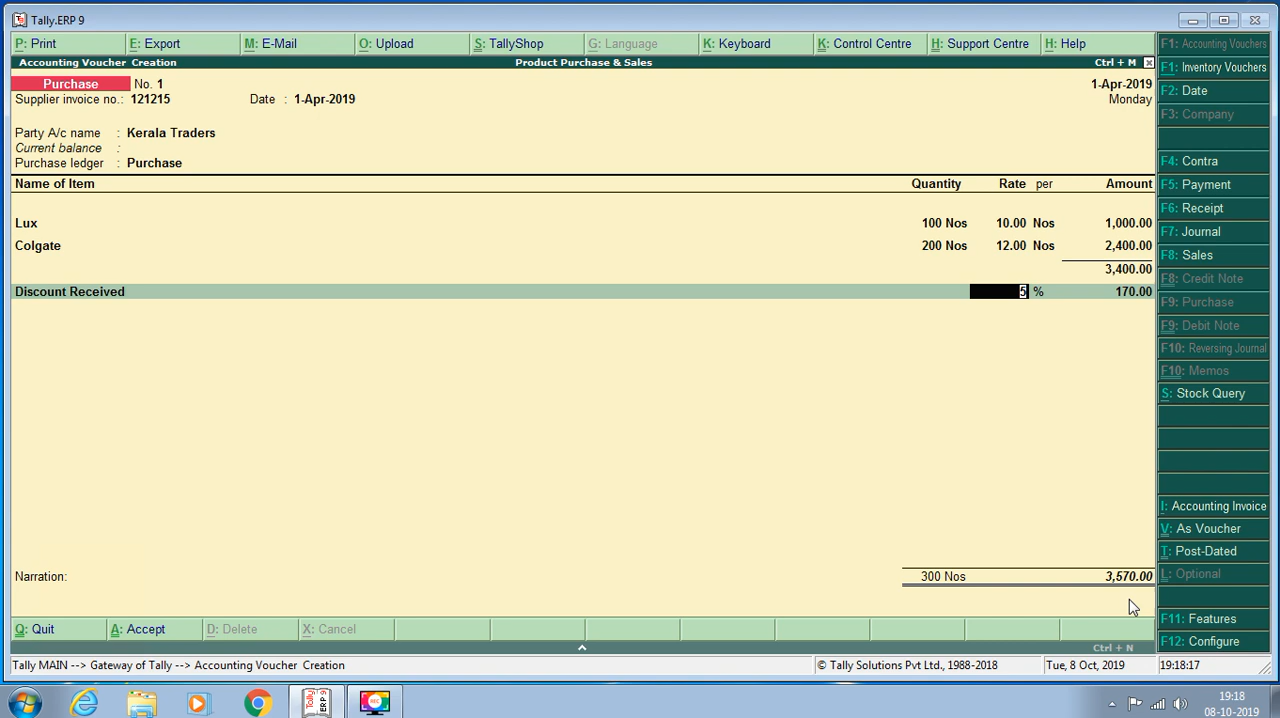 Tally.ERP 9
P: Print E: Export M: E-Mail O: Upload S: TallyShop G: Language K: Keyboard K: Control Centre H: Support Centre H: Help
F1: Accounting Vouchers
Accounting Voucher Creation Product Purchase & Sales Ctrl + M
F1: Inventory Vouchers
Purchase No. 1 1-Apr-2019
F2: Date
Supplier invoice no.: 121215 Date : 1-Apr-2019 Monday
F3: Company
Party A/c name : Kerala Traders
Current balance :
Purchase ledger : Purchase
F4: Contra
Name of Item Quantity Rate per Amount
F5: Payment
F6: Receipt
Lux 100 Nos 10.00 Nos 1,000.00
F7: Journal
Colgate 200 Nos 12.00 Nos 2,400.00
F8: Sales
3,400.00
F8: Credit Note
Discount Received 5 % 170.00
F9: Purchase
F9: Debit Note
F10: Reversing Journal
F10: Memos
S: Stock Query
I: Accounting Invoice
V: As Voucher
T: Post-Dated
L: Optional
Narration: 300 Nos 3,570.00
F11: Features
Q: Quit A: Accept D: Delete X: Cancel
F12: Configure
Ctrl + N
Tally MAIN --> Gateway of Tally --> Accounting Voucher Creation © Tally Solutions Pvt Ltd., 1988-2018 Tue, 8 Oct, 2019 19:18:17
REC
19:18
08-10-2019